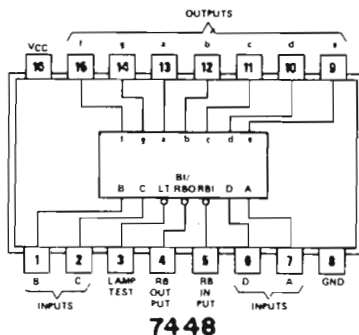 OUTPUTS
VCC f g a b c d e
16 15 14 13 12 11 10 9
f g a b c d e
BI/
B C LT RBO RBI D A
1 2 3 4 5 6 7 8
B C LAMP RB RB D A GND
TEST OUT IN
INPUTS PUT PUT INPUTS
7448